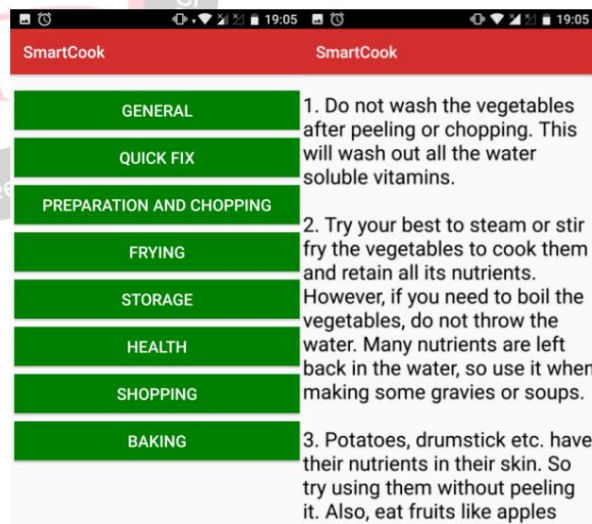 19:05
SmartCook
GENERAL
QUICK FIX
PREPARATION AND CHOPPING
FRYING
STORAGE
HEALTH
SHOPPING
BAKING
19:05
SmartCook
1. Do not wash the vegetables
after peeling or chopping. This
will wash out all the water
soluble vitamins.
2. Try your best to steam or stir
fry the vegetables to cook them
and retain all its nutrients.
However, if you need to boil the
vegetables, do not throw the
water. Many nutrients are left
back in the water, so use it when
making some gravies or soups.
3. Potatoes, drumstick etc. have
their nutrients in their skin. So
try using them without peeling
it. Also, eat fruits like apples